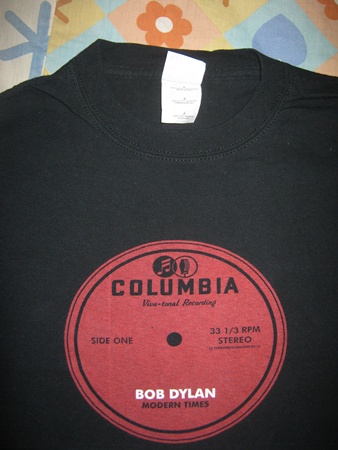 COLUMBIA
Viva-tonal Recording
SIDE ONE
33 1/3 RPM
STEREO
BOB DYLAN
MODERN TIMES